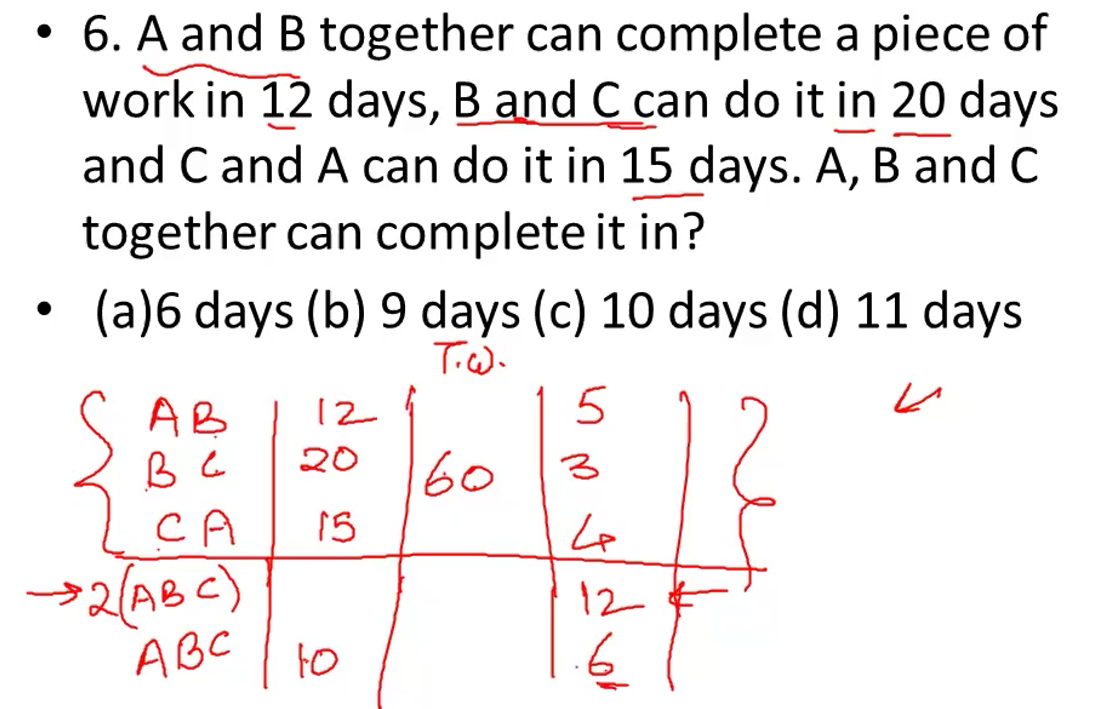 • 6. A and B together can complete a piece of
work in 12 days, B and C can do it in 20 days
and C and A can do it in 15 days. A, B and C
together can complete it in?
• (a)6 days (b) 9 days (c) 10 days (d) 11 days
T.W.
AB 12 5
BC 20 60 3
CA 15 4
→2(ABC) 12
ABC 10 6